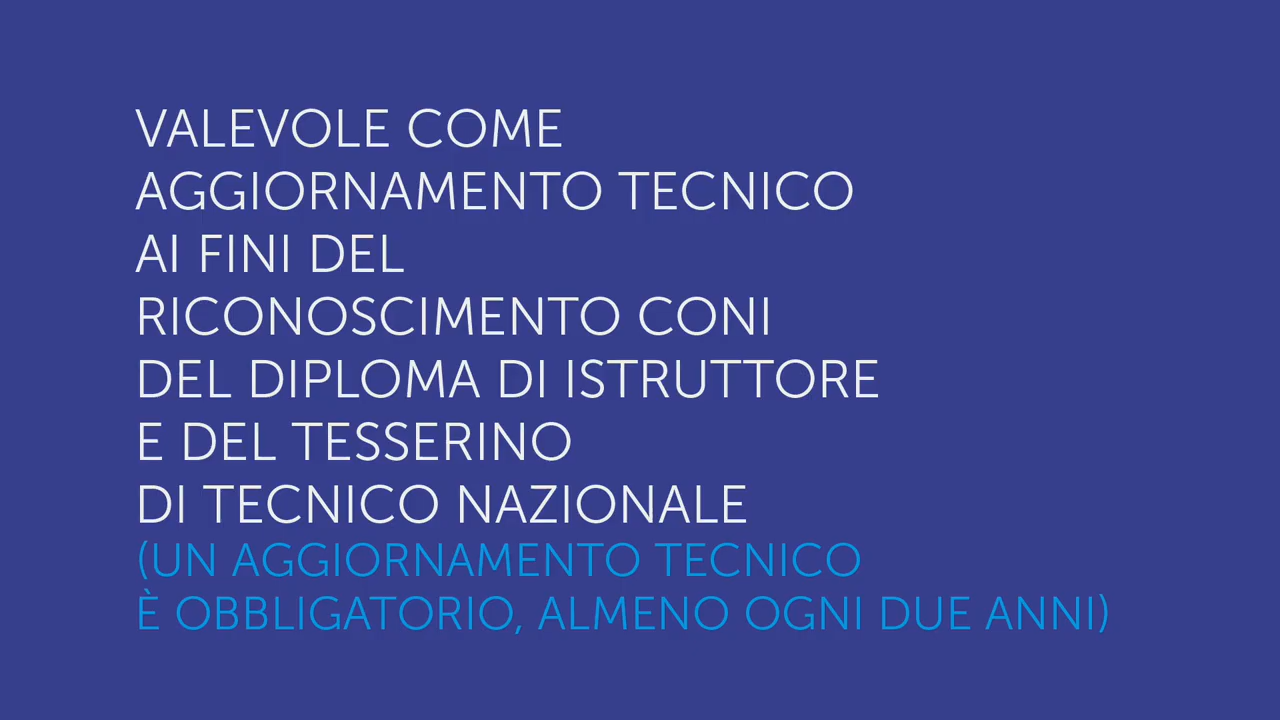 VALEVOLE COME
AGGIORNAMENTO TECNICO
AI FINI DEL
RICONOSCIMENTO CONI
DEL DIPLOMA DI ISTRUTTORE
E DEL TESSERINO
DI TECNICO NAZIONALE
(UN AGGIORNAMENTO TECNICO
È OBBLIGATORIO, ALMENO OGNI DUE ANNI)